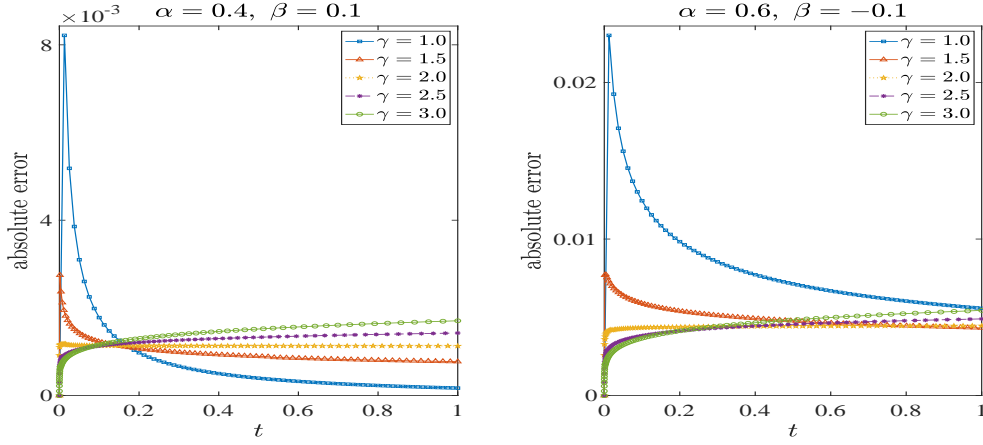 ×10⁻³
α = 0.4, β = 0.1
absolute error
8
4
0
0
0.2
0.4
0.6
0.8
1
t
γ = 1.0
γ = 1.5
γ = 2.0
γ = 2.5
γ = 3.0
α = 0.6, β = −0.1
absolute error
0.02
0.01
0
0
0.2
0.4
0.6
0.8
1
t
γ = 1.0
γ = 1.5
γ = 2.0
γ = 2.5
γ = 3.0